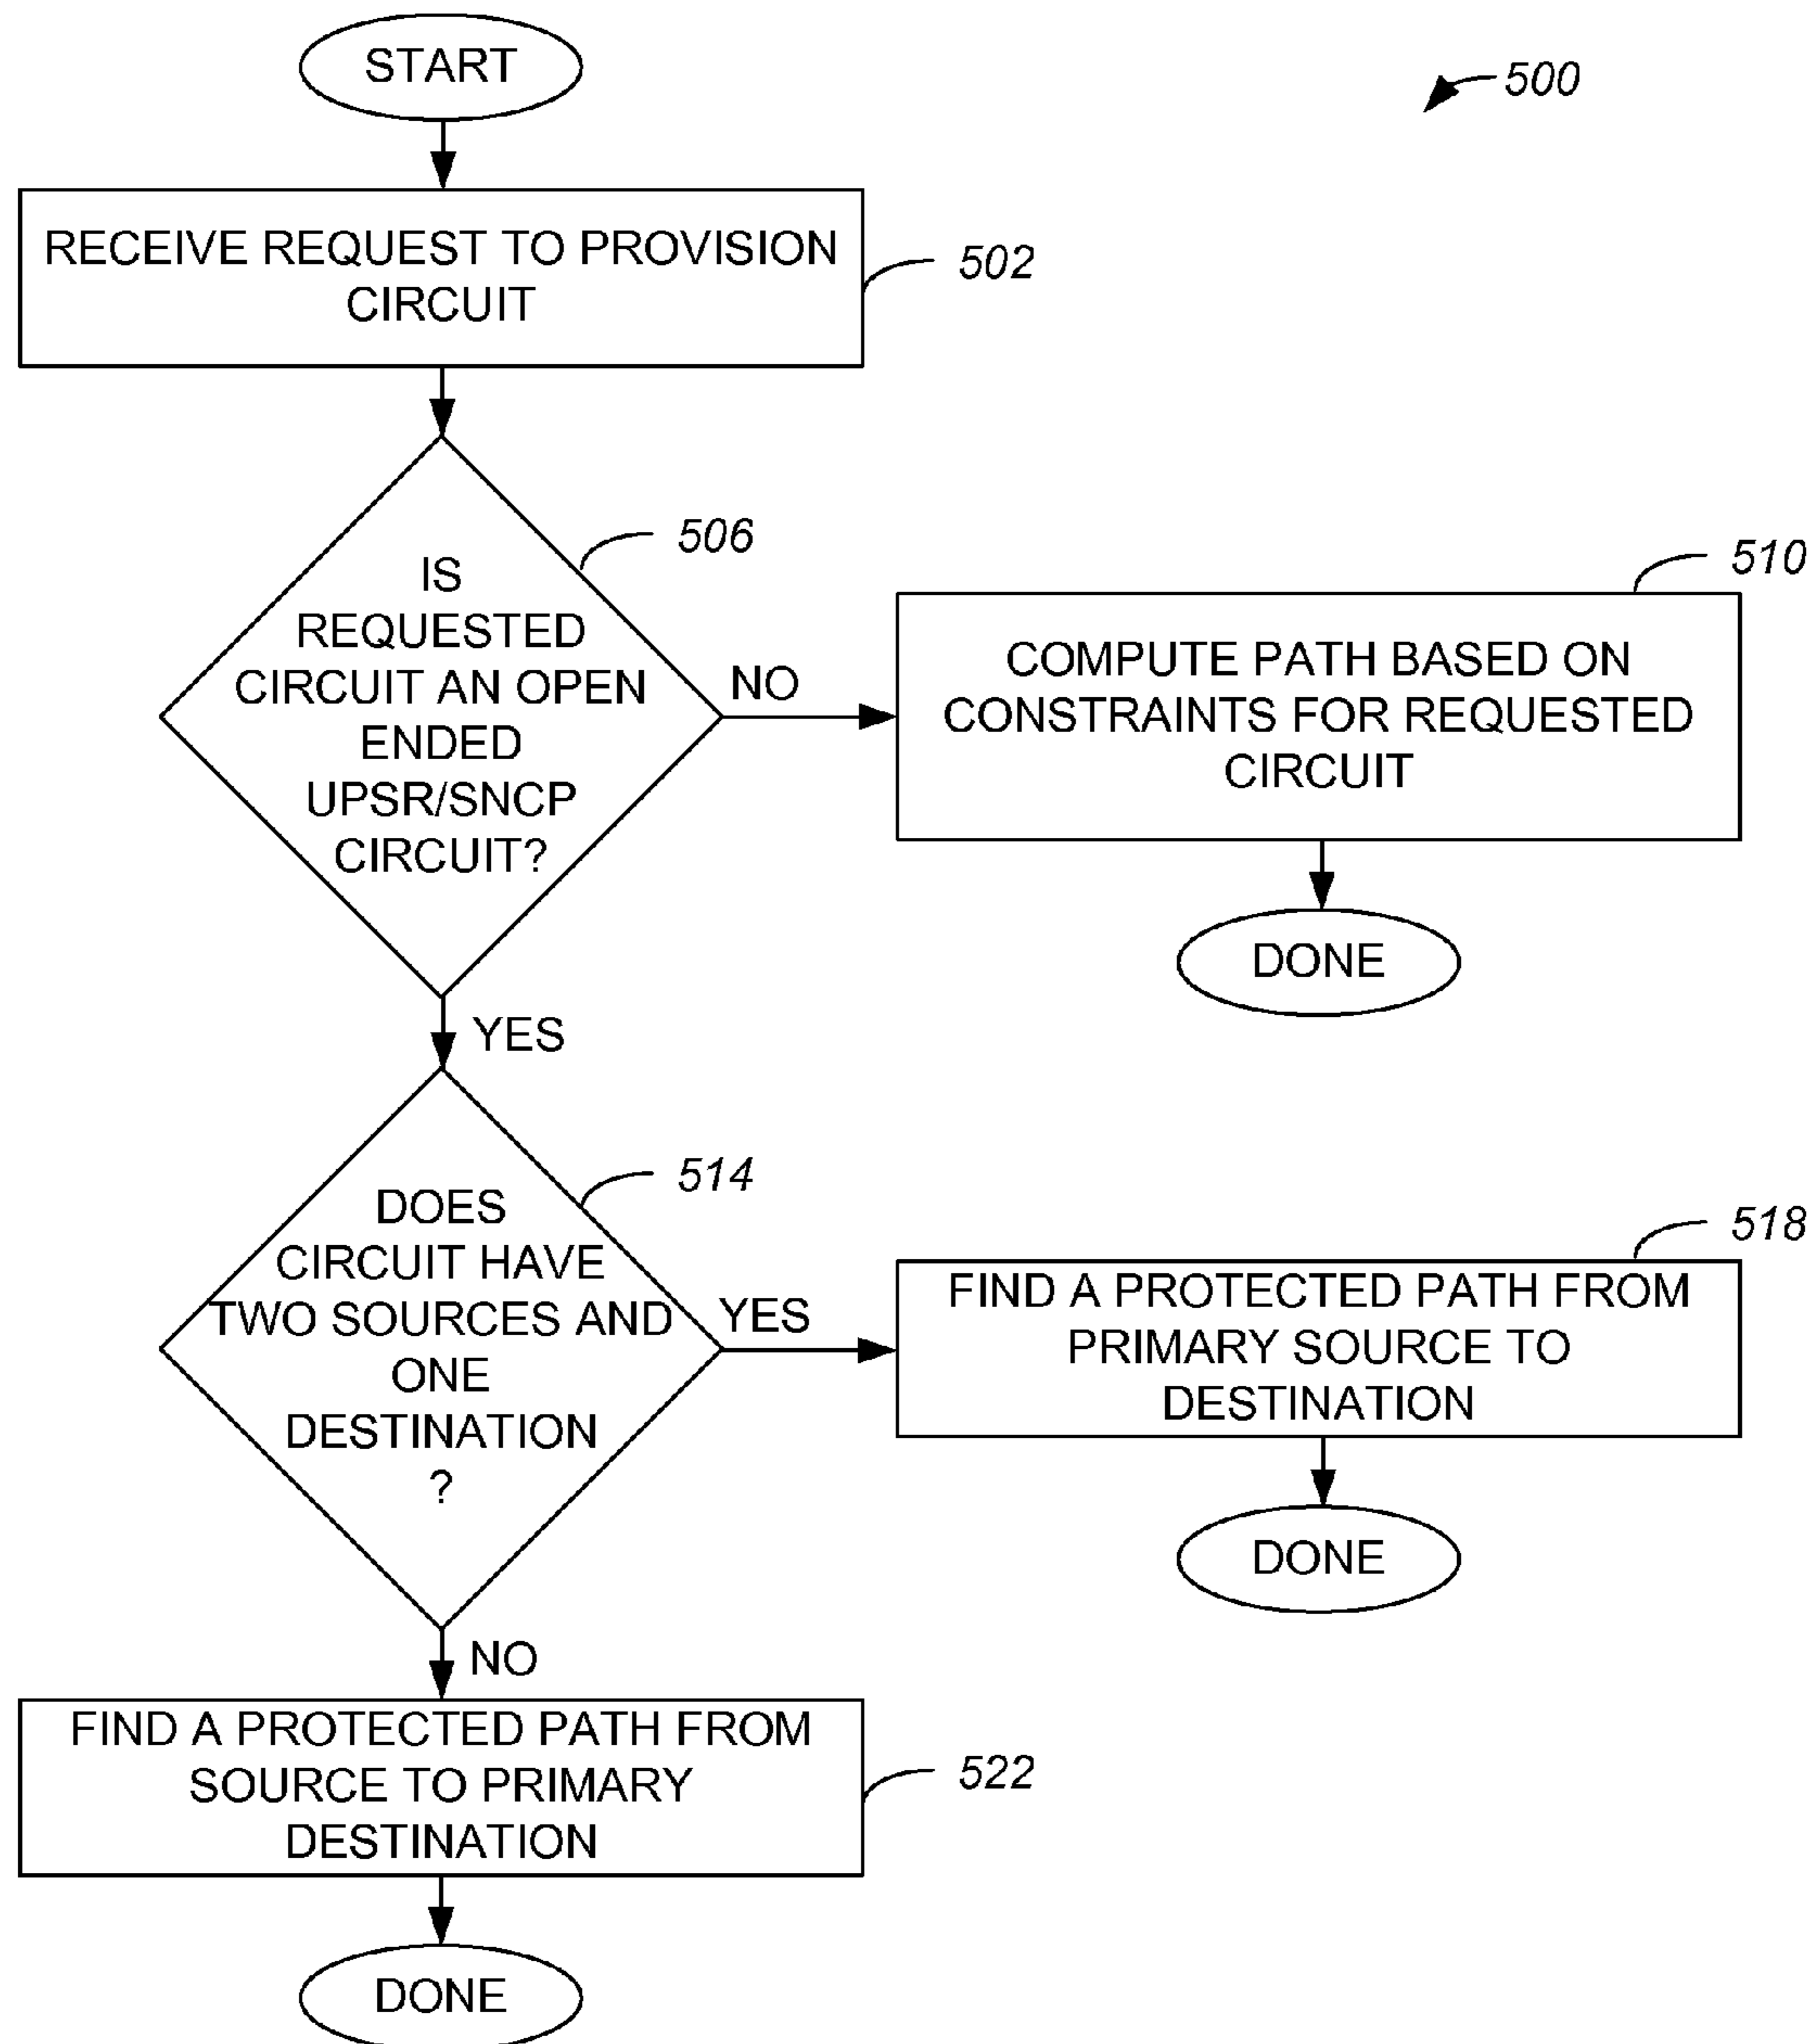 START
500
RECEIVE REQUEST TO PROVISION
CIRCUIT
502
506
IS
REQUESTED
CIRCUIT AN OPEN
ENDED
UPSR/SNCP
CIRCUIT?
NO
510
COMPUTE PATH BASED ON
CONSTRAINTS FOR REQUESTED
CIRCUIT
DONE
YES
514
DOES
CIRCUIT HAVE
TWO SOURCES AND
ONE
DESTINATION
?
YES
518
FIND A PROTECTED PATH FROM
PRIMARY SOURCE TO
DESTINATION
DONE
NO
FIND A PROTECTED PATH FROM
SOURCE TO PRIMARY
DESTINATION
522
DONE